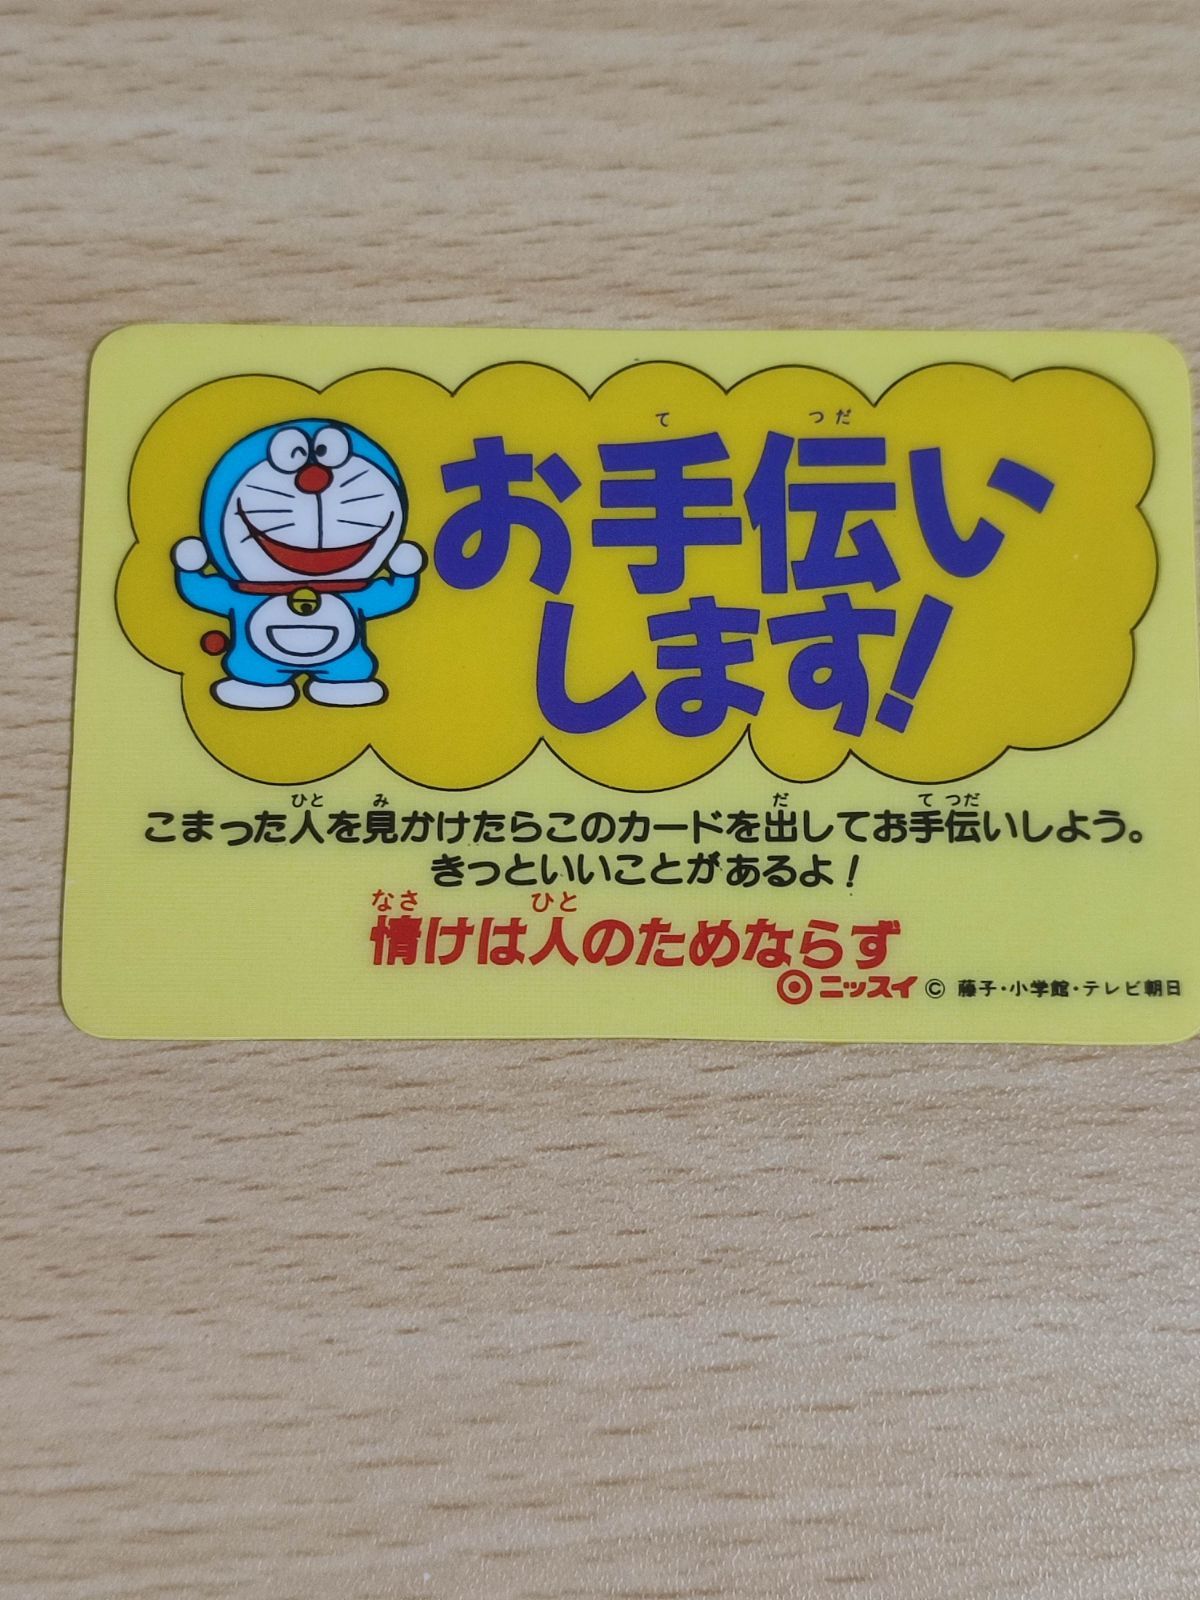 て つだ
お手伝い
します!
ひと み だ て つだ
こまった人を見かけたらこのカードを出してお手伝いしよう。
きっといいことがあるよ!
なさ ひと
情けは人のためならず
ニッスイ © 藤子・小学館・テレビ朝日